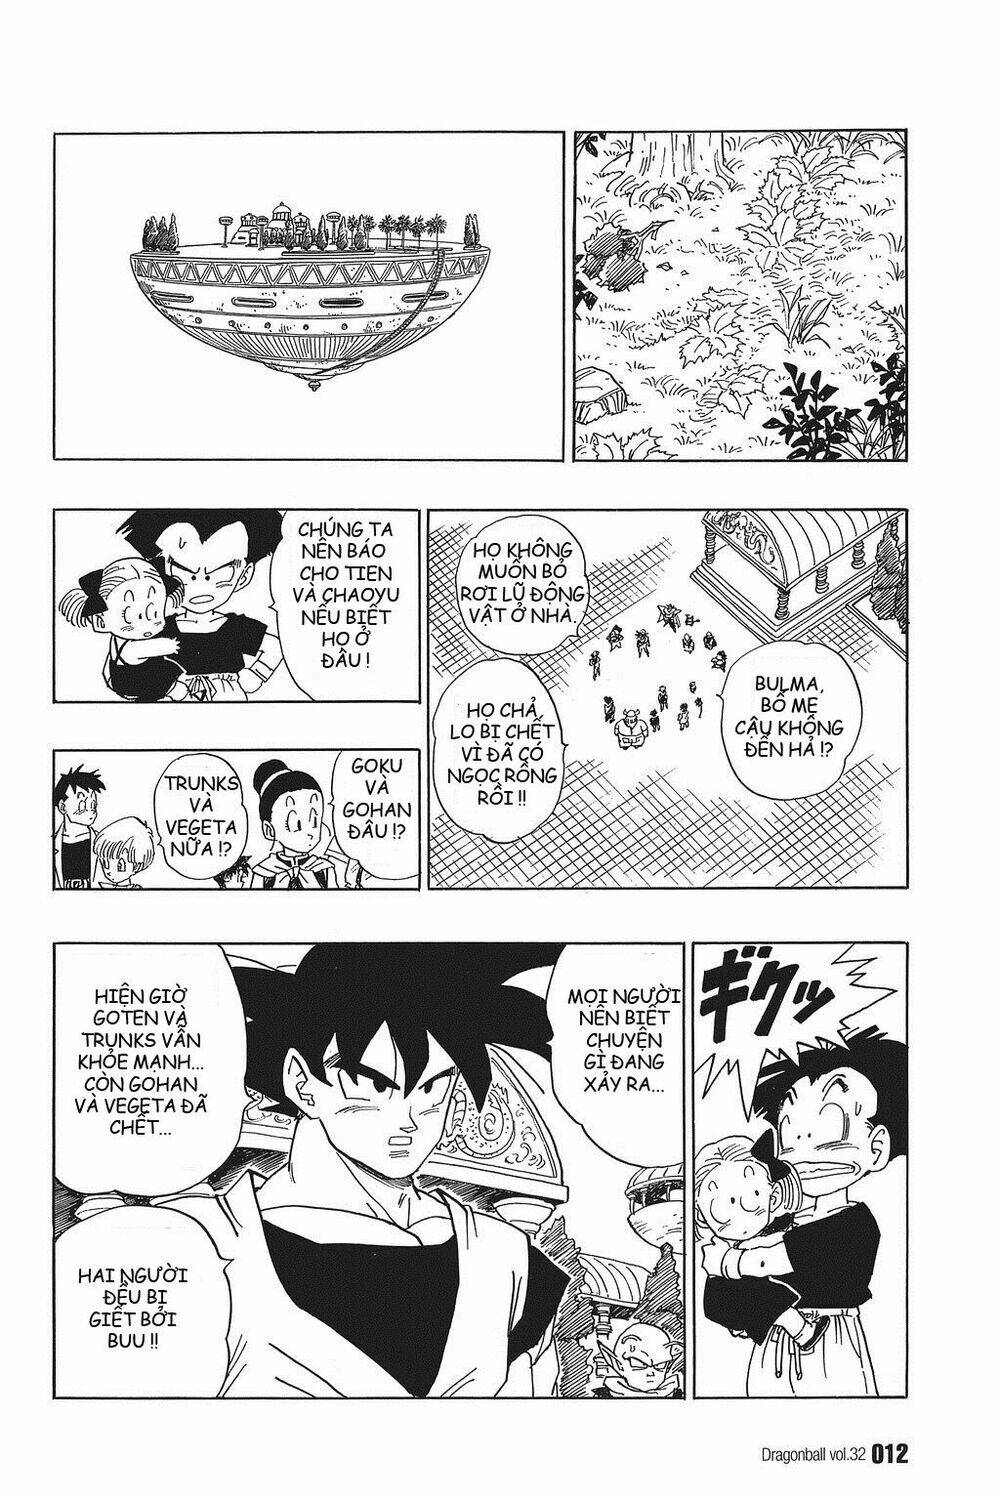 BULMA,
BỐ MẸ
CẬU KHÔNG
ĐẾN HẢ !?
HỌ KHÔNG
MUỐN BỎ
RƠI LŨ ĐỘNG
VẬT Ở NHÀ.
HỌ CHẢ
LO BỊ CHẾT
VÌ ĐÃ CÓ
NGỌC RỒNG
RỒI !!
CHÚNG TA
NÊN BÁO
CHO TIEN
VÀ CHAOYU
NẾU BIẾT
HỌ Ở
ĐÂU !
GOKU
VÀ
GOHAN
ĐÂU !?
TRUNKS
VÀ
VEGETA
NỮA !?
ギクッ
MỌI NGƯỜI
NÊN BIẾT
CHUYỆN
GÌ ĐANG
XẢY RA...
HIỆN GIỜ
GOTEN VÀ
TRUNKS VẪN
KHỎE MẠNH...
CÒN GOHAN
VÀ VEGETA ĐÃ
CHẾT...
HAI NGƯỜI
ĐỀU BỊ
GIẾT BỞI
BUU !!
Dragonball vol.32 012